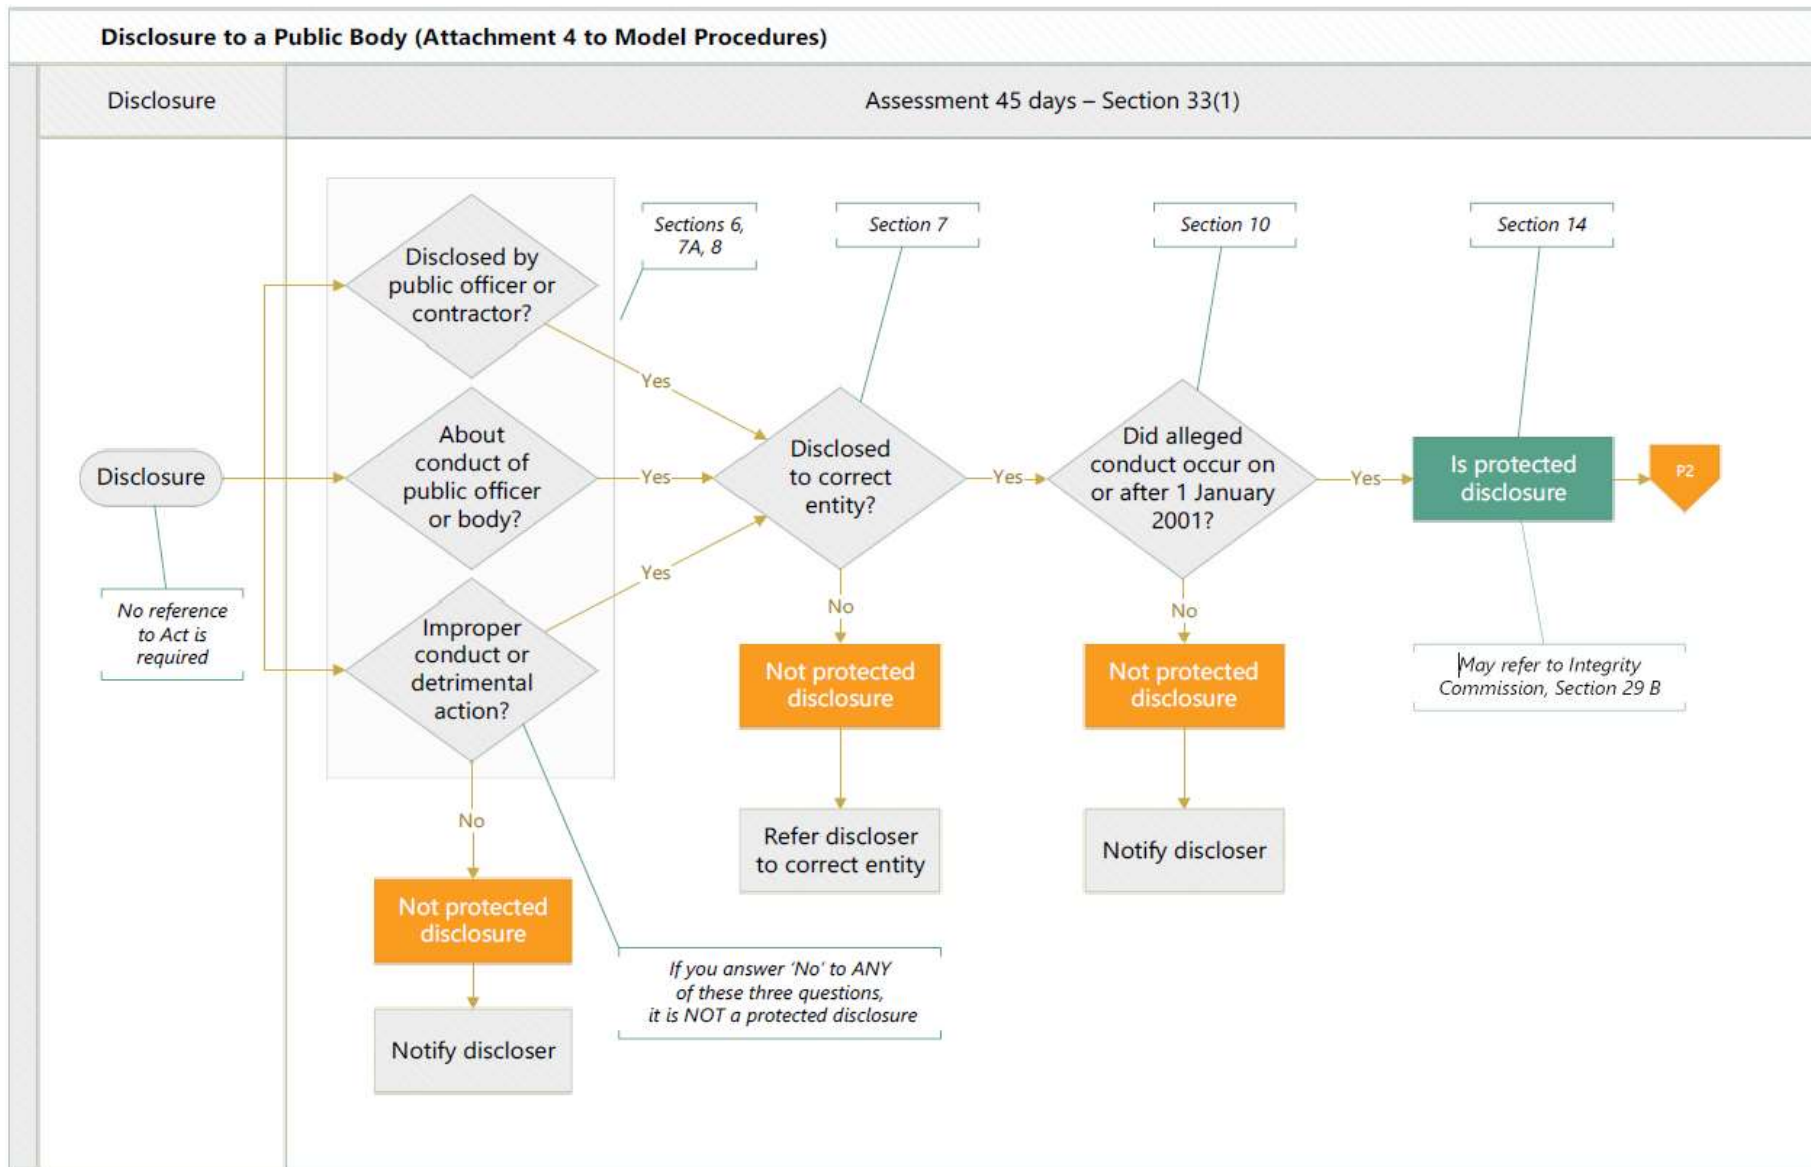 Disclosure to a Public Body (Attachment 4 to Model Procedures)
Disclosure
Assessment 45 days – Section 33(1)
Sections 6,
7A, 8
Section 7
Section 10
Section 14
Disclosed by
public officer or
contractor?
Yes
About
conduct of
public officer
or body?
Yes
Improper
conduct or
detrimental
action?
Yes
Disclosure
No reference
to Act is
required
Disclosed
to correct
entity?
Yes
Did alleged
conduct occur on
or after 1 January
2001?
Yes
Is protected
disclosure
P2
No
Not protected
disclosure
Refer discloser
to correct entity
No
Not protected
disclosure
Notify discloser
May refer to Integrity
Commission, Section 29 B
No
Not protected
disclosure
Notify discloser
If you answer ‘No’ to ANY
of these three questions,
it is NOT a protected disclosure